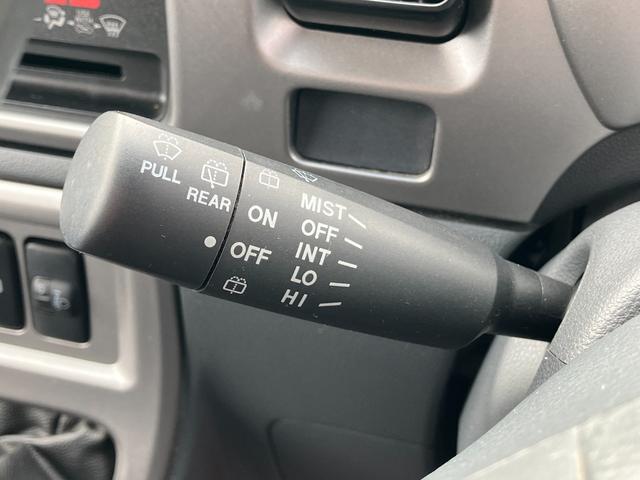 PULL
REAR
ON
OFF
MIST
OFF
INT
LO
HI